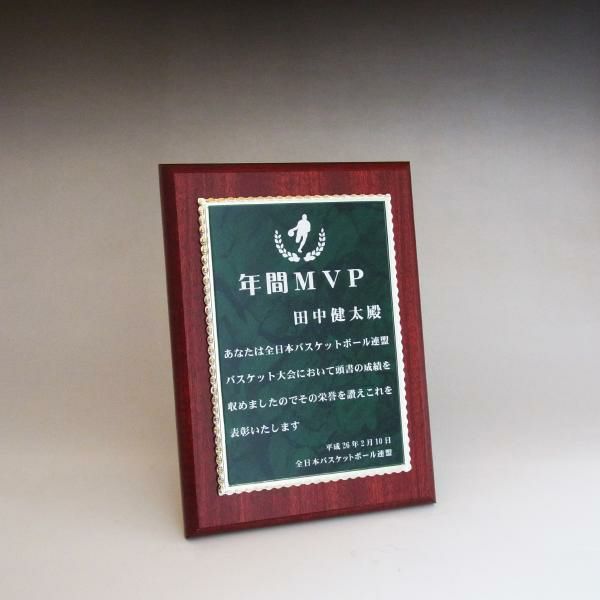 年間MVP
田中健太殿
あなたは全日本バスケットボール連盟
バスケット大会において頭書の成績を
収めましたのでその栄誉を讃えこれを
表彰いたします
平成26年2月10日
全日本バスケットボール連盟